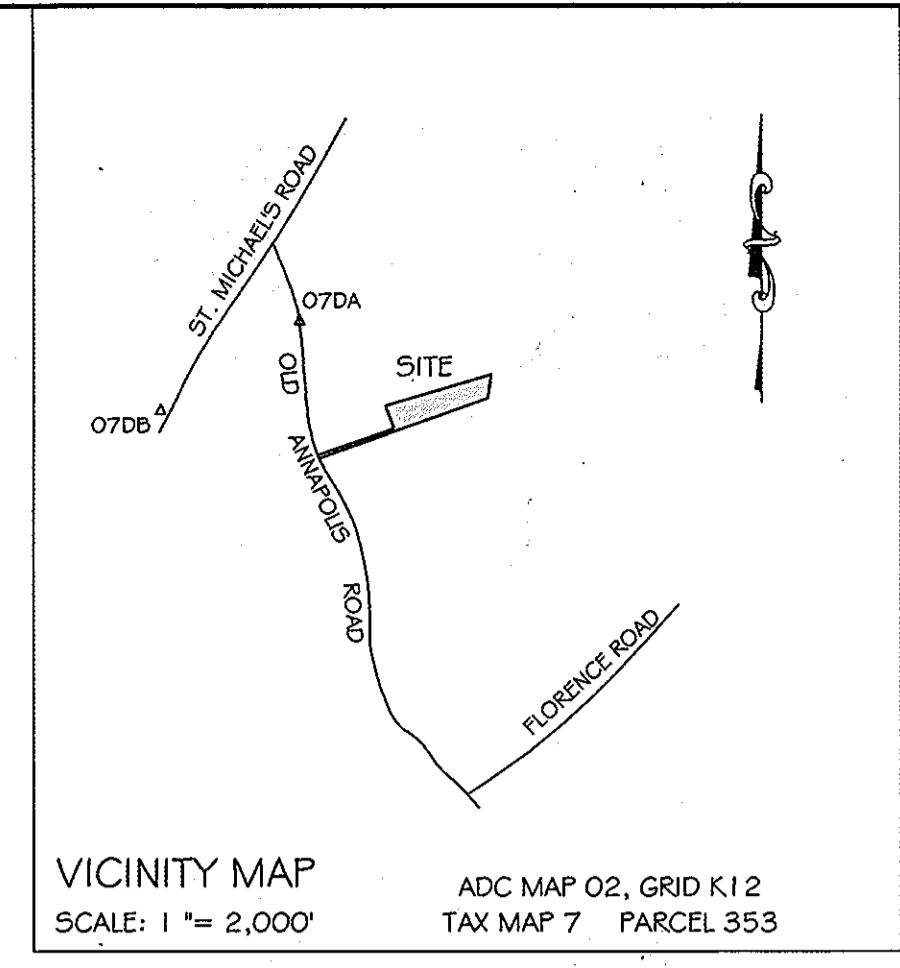 ST. MICHAEL'S ROAD
07DA
OLD
SITE
07DB
ANNAPOLIS
ROAD
FLORENCE ROAD
VICINITY MAP
SCALE: 1 "= 2,000'
ADC MAP 02, GRID K12
TAX MAP 7 PARCEL 353